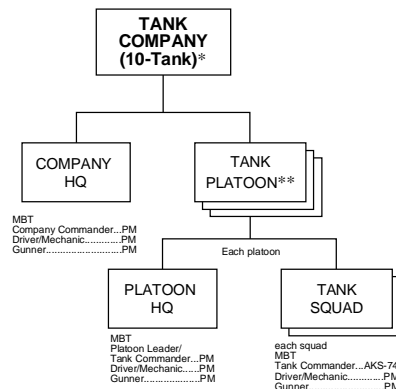 TANK
COMPANY
(10-Tank)*
COMPANY
HQ
TANK
PLATOON**
MBT
Company Commander...PM
Driver/Mechanic............PM
Gunner..........................PM
Each platoon
PLATOON
HQ
TANK
SQUAD
MBT
Platoon Leader/
Tank Commander...PM
Driver/Mechanic......PM
Gunner....................PM
each squad
MBT
Tank Commander...AKS-74
Driver/Mechanic......PM
Gunner....................PM